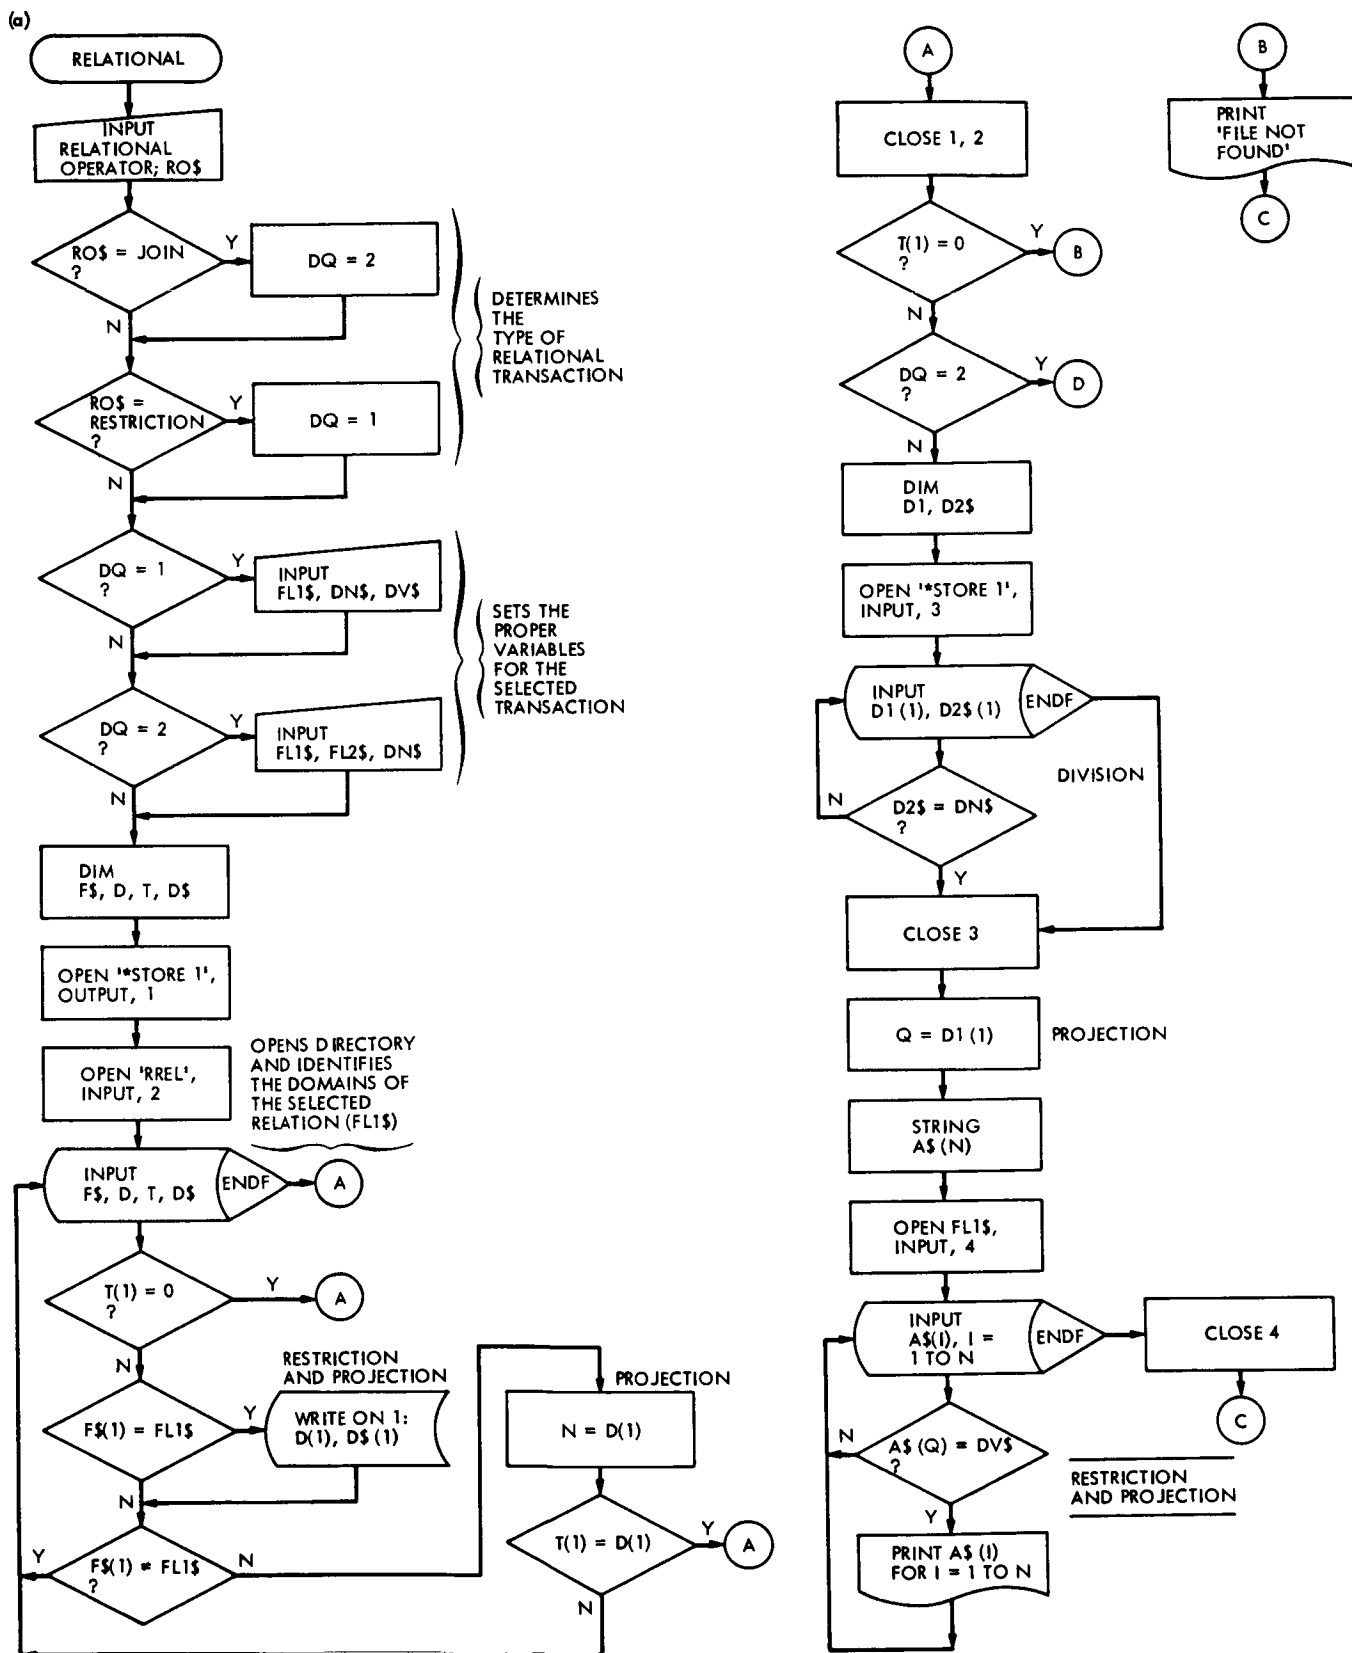 (a)
RELATIONAL
INPUT
RELATIONAL
OPERATOR; RO$
RO$ = JOIN
?
Y
DQ = 2
N
RO$ =
RESTRICTION
?
Y
DQ = 1
N
DETERMINES
THE
TYPE OF
RELATIONAL
TRANSACTION
DQ = 1
?
Y
INPUT
FL1$, DN$, DV$
N
DQ = 2
?
Y
INPUT
FL1$, FL2$, DN$
N
SETS THE
PROPER
VARIABLES
FOR THE
SELECTED
TRANSACTION
DIM
F$, D, T, D$
OPEN '*STORE 1',
OUTPUT, 1
OPEN 'RREL',
INPUT, 2
OPENS DIRECTORY
AND IDENTIFIES
THE DOMAINS OF
THE SELECTED
RELATION (FL1$)
INPUT
F$, D, T, D$
ENDF
A
T(1) = 0
?
Y
A
N
RESTRICTION
AND PROJECTION
F$(1) = FL1$
Y
WRITE ON 1:
D(1), D$(1)
N
Y
F$(1) ≠ FL1$
?
N
PROJECTION
N = D(1)
T(1) = D(1)
Y
A
N
A
CLOSE 1, 2
T(1) = 0
?
Y
B
N
DQ = 2
?
Y
D
N
DIM
D1, D2$
OPEN '*STORE 1',
INPUT, 3
INPUT
D1(1), D2$(1)
ENDF
DIVISION
N
D2$ = DN$
?
Y
CLOSE 3
Q = D1(1)
PROJECTION
STRING
A$(N)
OPEN FL1$,
INPUT, 4
INPUT
A$(I), I =
1 TO N
ENDF
CLOSE 4
C
N
A$(Q) = DV$
?
RESTRICTION
AND PROJECTION
Y
PRINT A$(I)
FOR I = 1 TO N
B
PRINT
'FILE NOT
FOUND'
C